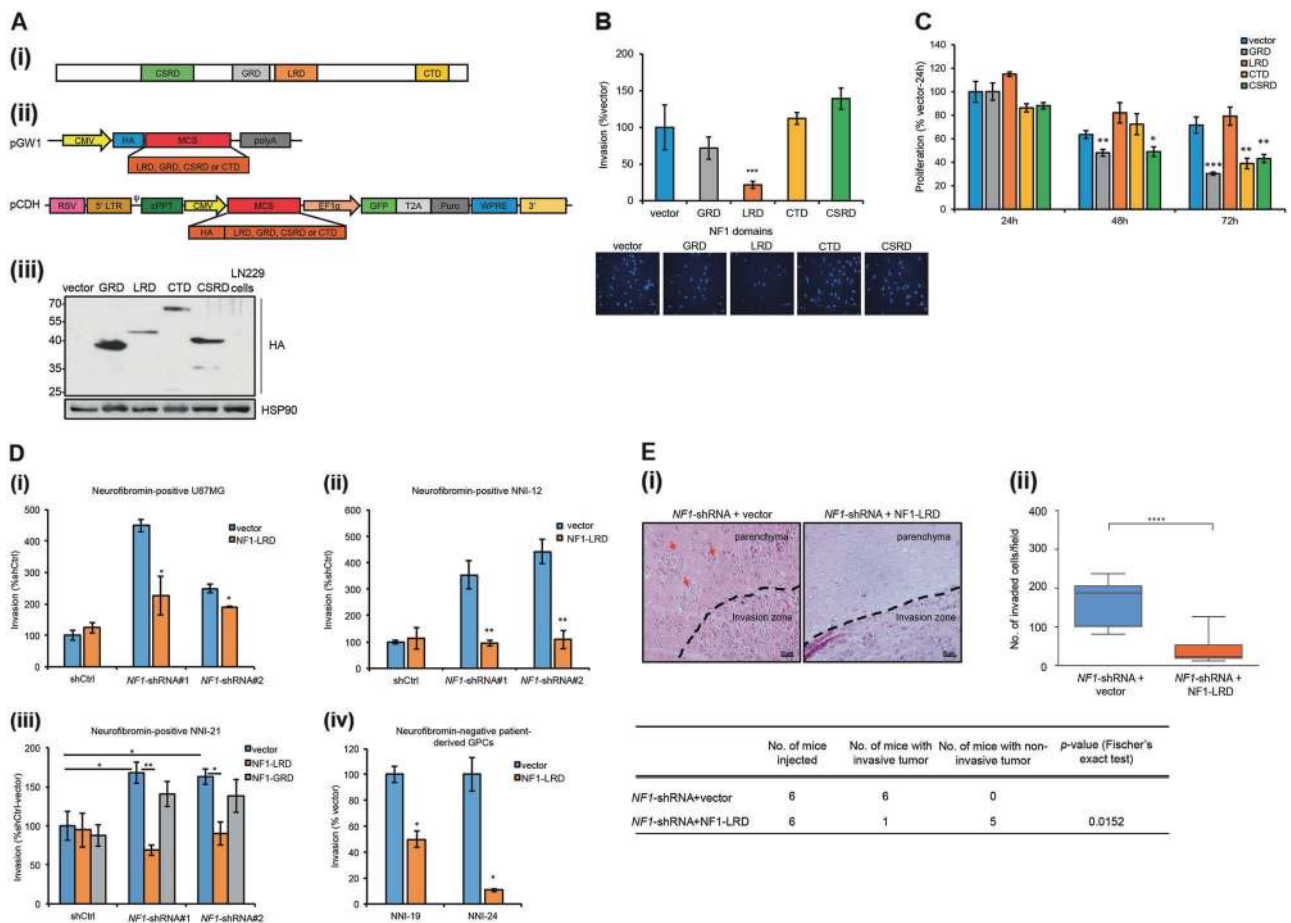 A
(i)
CSRD GRD LRD CTD
(ii)
pGW1 CMV HA MCS polyA
LRD, GRD, CSRD or CTD
pCDH RSV 5' LTR ψ cPPT CMV MCS EF1α GFP T2A Puro WPRE 3'
HA LRD, GRD, CSRD or CTD
(iii)
vector GRD LRD CTD CSRD LN229 cells
70
55
40
35
25
HA
HSP90
B
Invasion (%vector)
150
125
100
75
50
25
0
***
vector GRD LRD CTD CSRD
NF1 domains
vector GRD LRD CTD CSRD
C
Proliferation (% vector-24h)
140
120
100
80
60
40
20
0
vector
GRD
LRD
CTD
CSRD
** * *** ** **
24h 48h 72h
D
(i)
Neurofibromin-positive U87MG
Invasion (%shCtrl)
500
450
400
350
300
250
200
150
100
50
0
vector
NF1-LRD
* *
shCtrl NF1-shRNA#1 NF1-shRNA#2
(ii)
Neurofibromin-positive NNI-12
Invasion (%shCtrl)
600
500
400
300
200
100
0
vector
NF1-LRD
** **
shCtrl NF1-shRNA#1 NF1-shRNA#2
(iii)
Neurofibromin-positive NNI-21
Invasion (%shCtrl-vector)
200
150
100
50
0
vector
NF1-LRD
NF1-GRD
*
* ** *
shCtrl NF1-shRNA#1 NF1-shRNA#2
(iv)
Neurofibromin-negative patient-
derived GPCs
Invasion (% vector)
120
100
80
60
40
20
0
vector
NF1-LRD
* *
NNI-19 NNI-24
E
(i)
NF1-shRNA + vector NF1-shRNA + NF1-LRD
parenchyma parenchyma
Invasion zone Invasion zone
(ii)
No. of invaded cells/field
400
300
200
100
0
****
NF1-shRNA +
vector
NF1-shRNA +
NF1-LRD
No. of mice
injected
No. of mice with
invasive tumor
No. of mice with non-
invasive tumor
p-value (Fischer's
exact test)
NF1-shRNA+vector 6 6 0
NF1-shRNA+NF1-LRD 6 1 5 0.0152